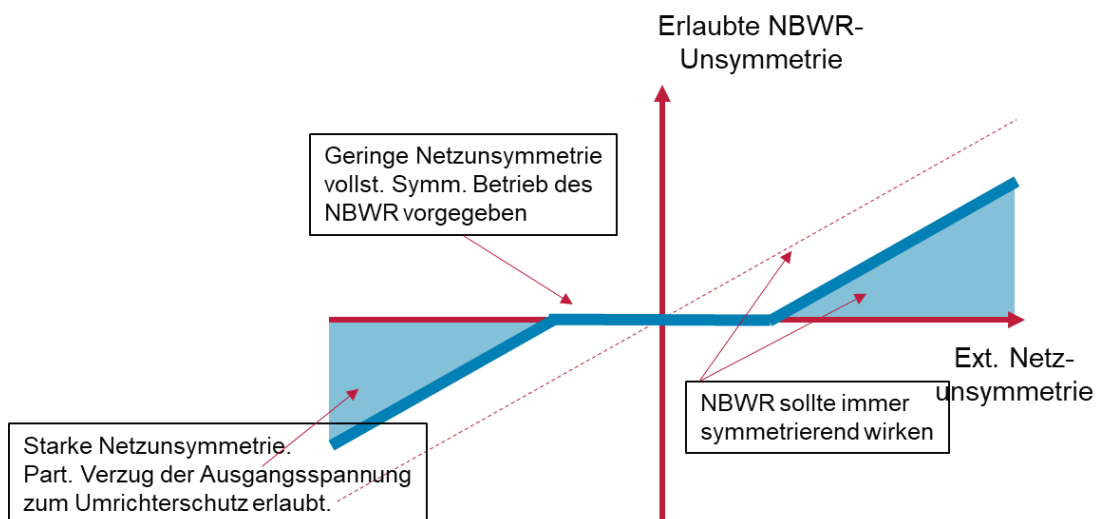 Erlaubte NBWR-
Unsymmetrie
Geringe Netzunsymmetrie
vollst. Symm. Betrieb des
NBWR vorgegeben
Ext. Netz-
unsymmetrie
NBWR sollte immer
symmetrierend wirken
Starke Netzunsymmetrie.
Part. Verzug der Ausgangsspannung
zum Umrichterschutz erlaubt.